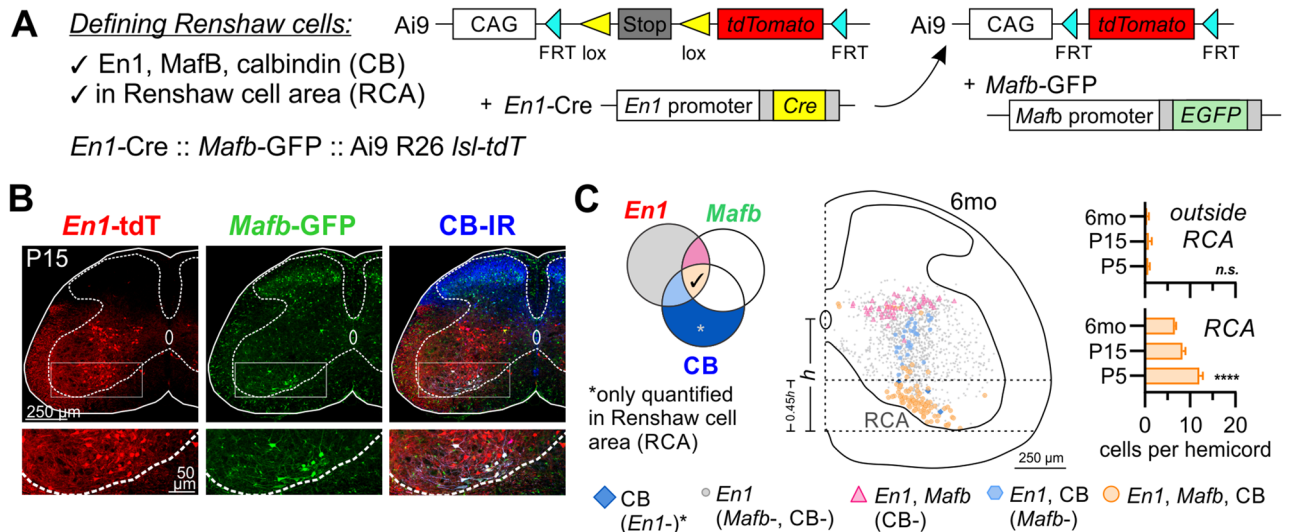 A
Defining Renshaw cells:
✓ En1, MafB, calbindin (CB)
✓ in Renshaw cell area (RCA)
En1-Cre :: Mafb-GFP :: Ai9 R26 lsl-tdT
Ai9 CAG Stop tdTomato
FRT lox lox FRT
+ En1-Cre En1 promoter Cre
Ai9 CAG tdTomato
FRT FRT
+ Mafb-GFP
Mafb promoter EGFP
B
En1-tdT Mafb-GFP CB-IR
P15
250 µm
50
µm
C
En1 Mafb
✓
*
CB
*only quantified
in Renshaw cell
area (RCA)
6mo
h
0.45h
RCA
250 µm
6mo
P15
P5
outside
RCA
n.s.
6mo
P15
P5
RCA
****
0 10 20
cells per hemicord
CB
(En1-)*
En1
(Mafb-, CB-)
En1, Mafb
(CB-)
En1, CB
(Mafb-)
En1, Mafb, CB